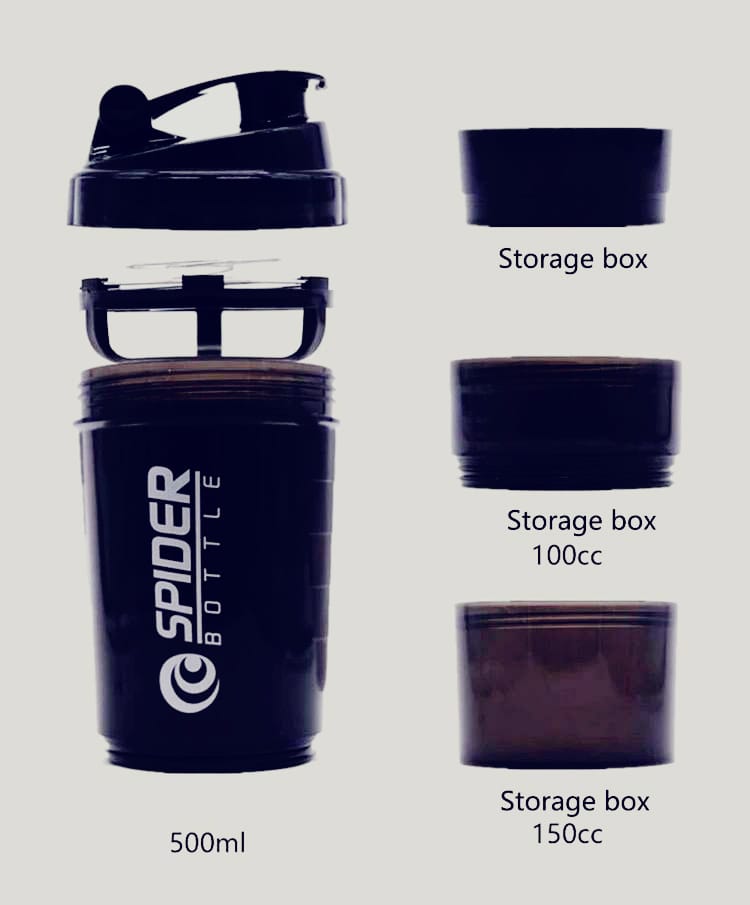 SPIDER
BOTTLE
500ml
Storage box
Storage box
100cc
Storage box
150cc